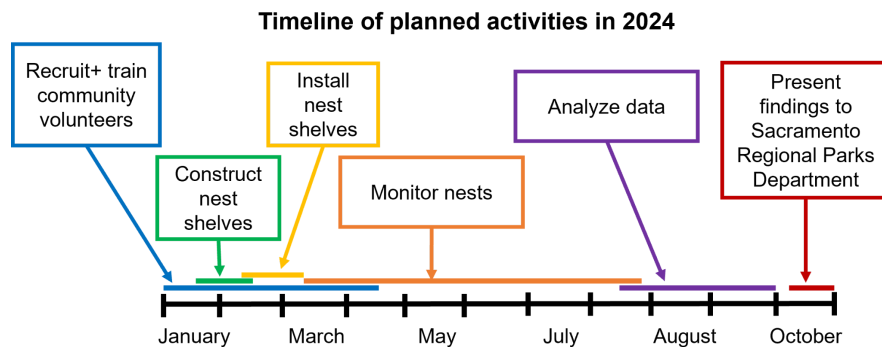 Timeline of planned activities in 2024
Recruit+ train
community
volunteers
Install
nest
shelves
Analyze data
Present
findings to
Sacramento
Regional Parks
Department
Construct
nest
shelves
Monitor nests
January
March
May
July
August
October